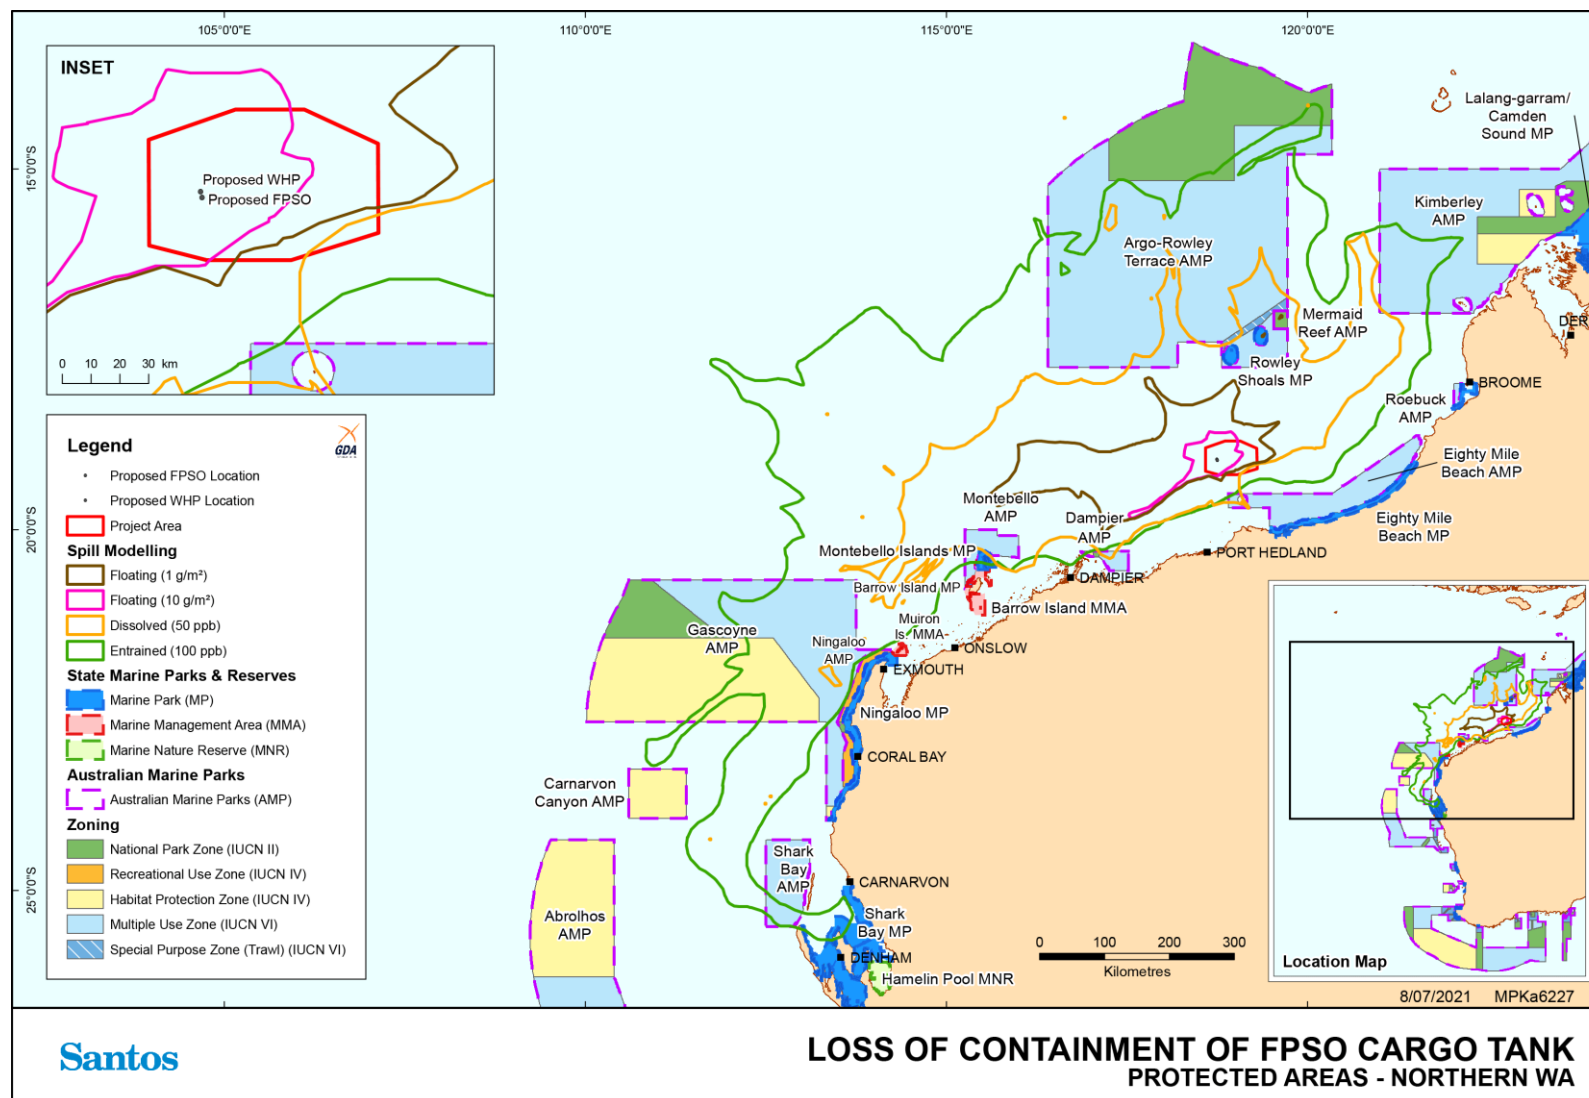 105°0'0"E
110°0'0"E
115°0'0"E
120°0'0"E
15°0'0"S
20°0'0"S
25°0'0"S
INSET
Proposed WHP
Proposed FPSO
0 10 20 30 km
Legend
GDA
Proposed FPSO Location
Proposed WHP Location
Project Area
Spill Modelling
Floating (1 g/m²)
Floating (10 g/m²)
Dissolved (50 ppb)
Entrained (100 ppb)
State Marine Parks & Reserves
Marine Park (MP)
Marine Management Area (MMA)
Marine Nature Reserve (MNR)
Australian Marine Parks
Australian Marine Parks (AMP)
Zoning
National Park Zone (IUCN II)
Recreational Use Zone (IUCN IV)
Habitat Protection Zone (IUCN IV)
Multiple Use Zone (IUCN VI)
Special Purpose Zone (Trawl) (IUCN VI)
Lalang-garram/
Camden
Sound MP
Kimberley
AMP
Argo-Rowley
Terrace AMP
Mermaid
Reef AMP
DER
Rowley
Shoals MP
BROOME
Roebuck
AMP
Eighty Mile
Beach AMP
Montebello
AMP
Dampier
AMP
Eighty Mile
Beach MP
Montebello Islands MP
PORT HEDLAND
Barrow Island MP
DAMPIER
Barrow Island MMA
Muiron
Is. MMA
Gascoyne
AMP
Ningaloo
AMP
ONSLOW
EXMOUTH
Ningaloo MP
CORAL BAY
Carnarvon
Canyon AMP
Shark
Bay
AMP
CARNARVON
Abrolhos
AMP
Shark
Bay MP
DENHAM
Hamelin Pool MNR
0 100 200 300
Kilometres
Location Map
8/07/2021 MPKa6227
Santos
LOSS OF CONTAINMENT OF FPSO CARGO TANK
PROTECTED AREAS - NORTHERN WA